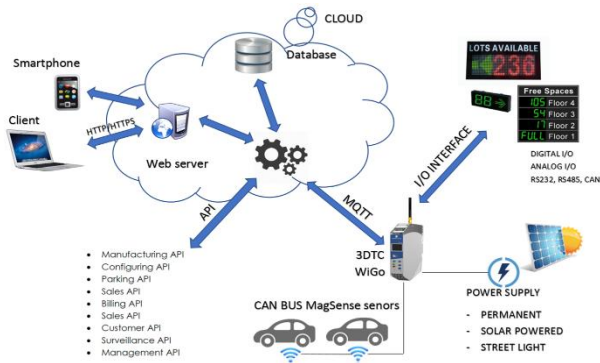 CLOUD
Database
Smartphone
Client
HTTP/HTTPS
Web server
LOTS AVAILABLE
236
88
Free Spaces
105 Floor 4
54 Floor 3
17 Floor 2
FULL Floor 1
DIGITAL I/O
ANALOG I/O
RS232, RS485, CAN
I/O INTERFACE
API
MQTT
3DTC
WiGo
• Manufacturing API
• Configuring API
• Parking API
• Sales API
• Billing API
• Sales API
• Customer API
• Surveillance API
• Management API
CAN BUS MagSense senors
POWER SUPPLY
- PERMANENT
- SOLAR POWERED
- STREET LIGHT